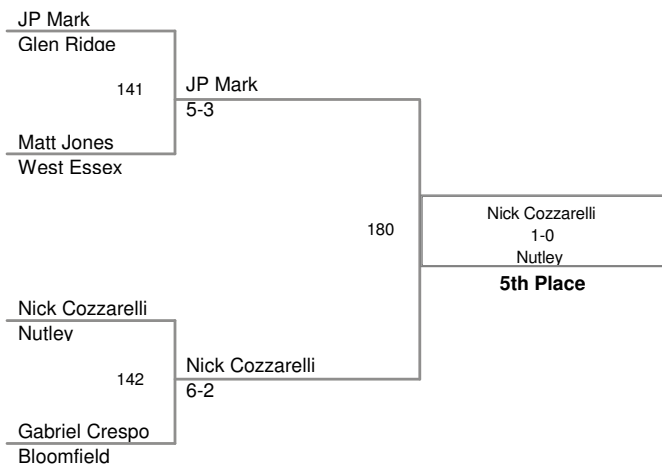 JP Mark
Glen Ridge
141
JP Mark
5-3
Matt Jones
West Essex
180
Nick Cozzarelli
1-0
Nutley
5th Place
Nick Cozzarelli
Nutley
142
Nick Cozzarelli
6-2
Gabriel Crespo
Bloomfield